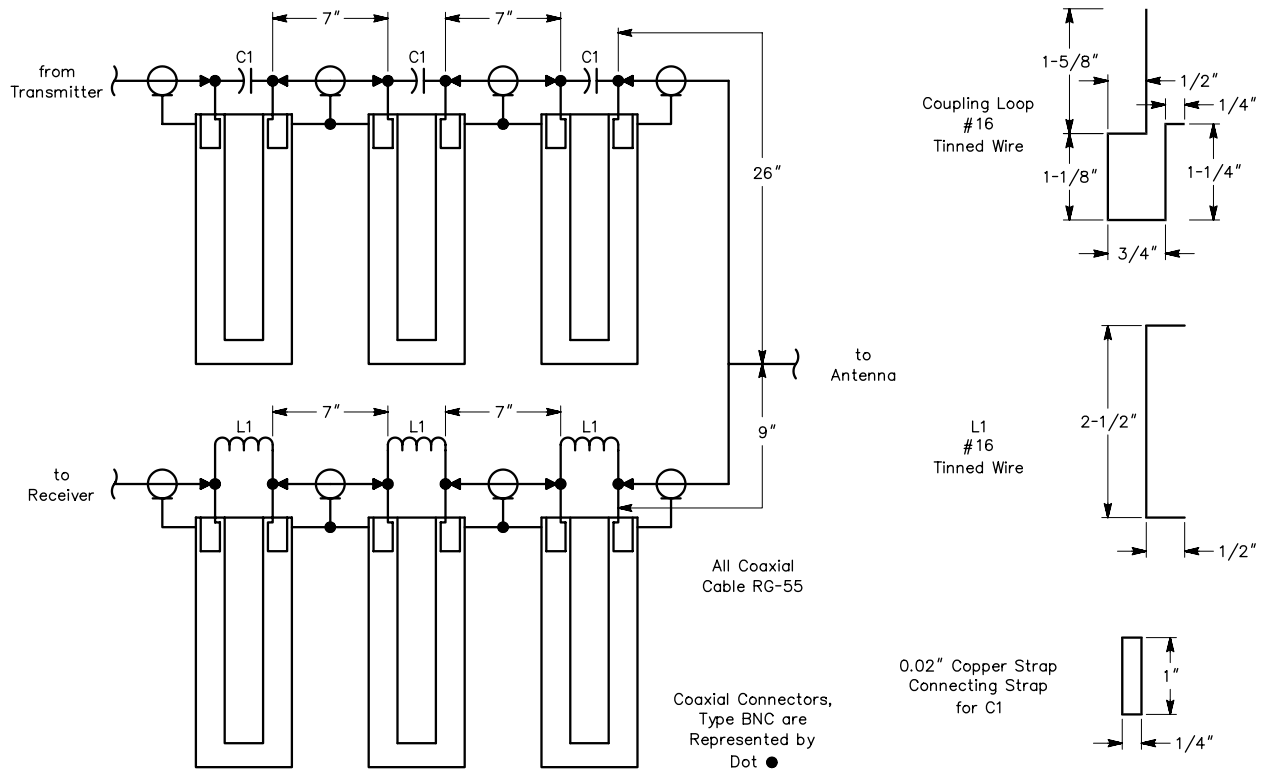 7" 7"
C1 C1 C1
from
Transmitter
26"
to
Antenna
7" 7"
L1 L1 L1
9"
to
Receiver
All Coaxial
Cable RG-55
Coaxial Connectors,
Type BNC are
Represented by
Dot ●
Coupling Loop
#16
Tinned Wire
1-5/8"
1/2"
1/4"
1-1/8"
1-1/4"
3/4"
L1
#16
Tinned Wire
2-1/2"
1/2"
0.02" Copper Strap
Connecting Strap
for C1
1"
1/4"